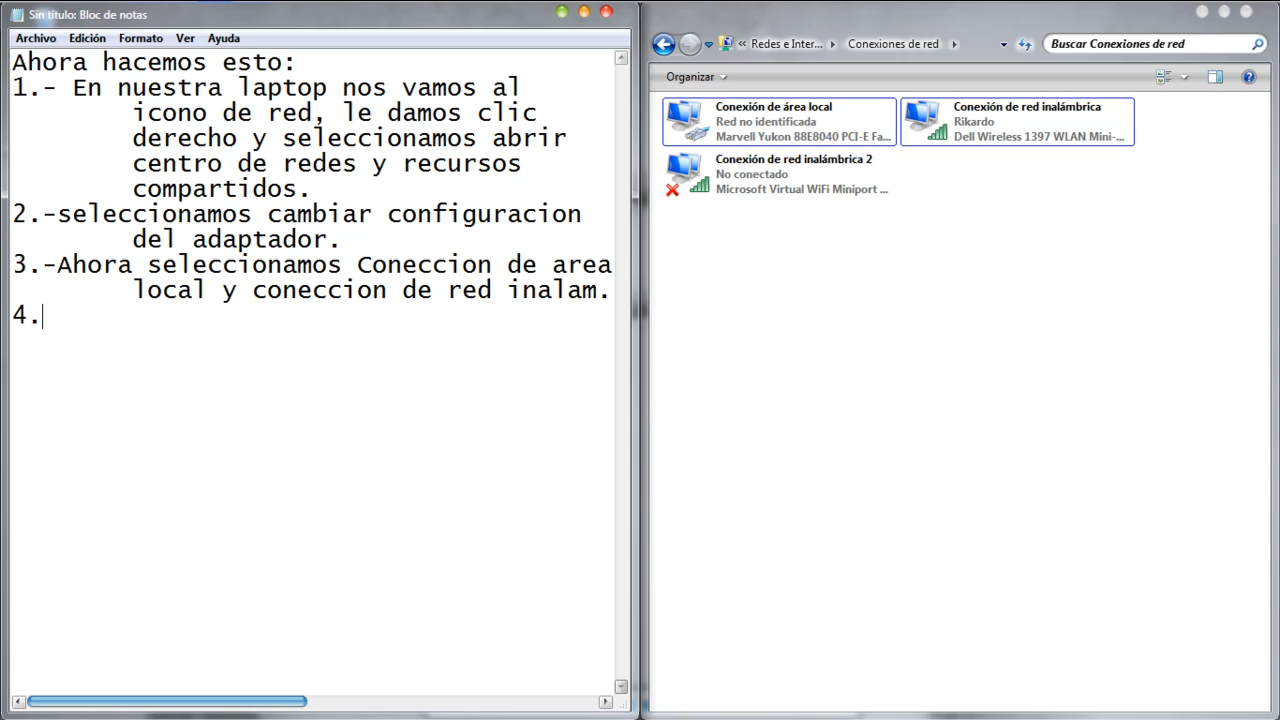 Sin título: Bloc de notas
Archivo Edición Formato Ver Ayuda
Ahora hacemos esto:
1.- En nuestra laptop nos vamos al
icono de red, le damos clic
derecho y seleccionamos abrir
centro de redes y recursos
compartidos.
2.-seleccionamos cambiar configuracion
del adaptador.
3.-Ahora seleccionamos Coneccion de area
local y coneccion de red inalam.
4.
« Redes e Inter... Conexiones de red
Buscar Conexiones de red
Organizar
Conexión de área local
Red no identificada
Marvell Yukon 88E8040 PCI-E Fa...
Conexión de red inalámbrica
Rikardo
Dell Wireless 1397 WLAN Mini-...
Conexión de red inalámbrica 2
No conectado
Microsoft Virtual WiFi Miniport ...